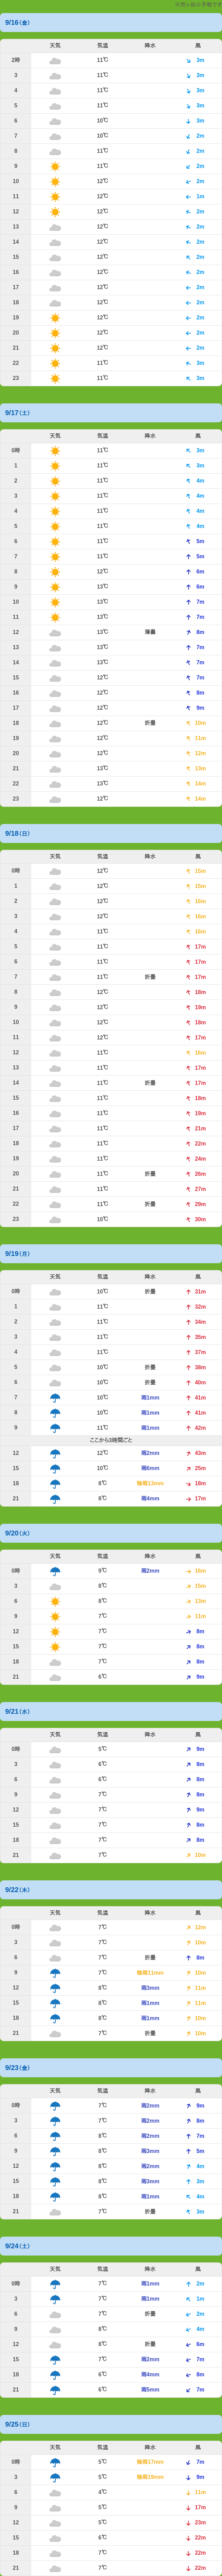 9/16(金)
天気 気温 降水 風
2時 11℃ 3m
3 11℃ 3m
4 11℃ 3m
5 11℃ 3m
6 10℃ 3m
7 10℃ 2m
8 11℃ 2m
9 11℃ 2m
10 12℃ 2m
11 12℃ 1m
12 12℃ 2m
13 12℃ 2m
14 12℃ 2m
15 12℃ 2m
16 12℃ 2m
17 12℃ 2m
18 12℃ 2m
19 12℃ 2m
20 12℃ 2m
21 12℃ 2m
22 11℃ 3m
23 11℃ 3m
9/17(土)
天気 気温 降水 風
0時 11℃ 3m
1 11℃ 3m
2 11℃ 4m
3 11℃ 4m
4 11℃ 4m
5 11℃ 4m
6 11℃ 5m
7 11℃ 5m
8 12℃ 6m
9 13℃ 6m
10 13℃ 7m
11 13℃ 7m
12 13℃ 薄曇 8m
13 13℃ 7m
14 13℃ 7m
15 12℃ 7m
16 12℃ 8m
17 12℃ 9m
18 12℃ 折曇 10m
19 12℃ 11m
20 12℃ 12m
21 13℃ 13m
22 13℃ 14m
23 12℃ 14m
9/18(日)
天気 気温 降水 風
0時 12℃ 15m
1 12℃ 15m
2 12℃ 16m
3 12℃ 16m
4 11℃ 16m
5 11℃ 17m
6 11℃ 17m
7 11℃ 折曇 17m
8 12℃ 18m
9 12℃ 19m
10 12℃ 18m
11 12℃ 17m
12 11℃ 16m
13 11℃ 17m
14 11℃ 折曇 17m
15 11℃ 18m
16 11℃ 19m
17 11℃ 21m
18 11℃ 22m
19 11℃ 24m
20 11℃ 折曇 26m
21 11℃ 27m
22 11℃ 折曇 29m
23 10℃ 30m
9/19(月)
天気 気温 降水 風
0時 10℃ 折曇 31m
1 11℃ 32m
2 11℃ 34m
3 11℃ 35m
4 11℃ 37m
5 10℃ 折曇 38m
6 10℃ 折曇 40m
7 10℃ 雨1mm 41m
8 10℃ 雨1mm 41m
9 11℃ 雨1mm 42m
ここから3時間ごと
12 12℃ 雨2mm 43m
15 10℃ 雨6mm 25m
18 8℃ 強雨13mm 18m
21 8℃ 雨4mm 17m
9/20(火)
天気 気温 降水 風
0時 9℃ 雨2mm 16m
3 8℃ 15m
6 8℃ 13m
9 7℃ 11m
12 7℃ 8m
15 7℃ 8m
18 7℃ 8m
21 6℃ 9m
9/21(水)
天気 気温 降水 風
0時 5℃ 9m
3 6℃ 8m
6 6℃ 8m
9 7℃ 8m
12 7℃ 9m
15 7℃ 8m
18 7℃ 8m
21 7℃ 10m
9/22(木)
天気 気温 降水 風
0時 7℃ 12m
3 7℃ 10m
6 7℃ 折曇 8m
9 7℃ 強雨11mm 10m
12 8℃ 雨3mm 11m
15 8℃ 雨1mm 11m
18 8℃ 雨1mm 10m
21 7℃ 折曇 10m
9/23(金)
天気 気温 降水 風
0時 7℃ 雨2mm 9m
3 7℃ 雨2mm 8m
6 8℃ 雨2mm 7m
9 8℃ 雨3mm 5m
12 8℃ 雨2mm 4m
15 8℃ 雨3mm 3m
18 8℃ 雨1mm 4m
21 7℃ 折曇 3m
9/24(土)
天気 気温 降水 風
0時 7℃ 雨1mm 2m
3 7℃ 雨1mm 1m
6 7℃ 折曇 2m
9 8℃ 4m
12 8℃ 折曇 6m
15 7℃ 雨2mm 7m
18 6℃ 雨4mm 8m
21 6℃ 雨5mm 7m
9/25(日)
天気 気温 降水 風
0時 5℃ 強雨17mm 7m
3 5℃ 強雨19mm 9m
6 4℃ 11m
9 5℃ 17m
12 5℃ 23m
15 6℃ 22m
18 7℃ 22m
21 7℃ 22m